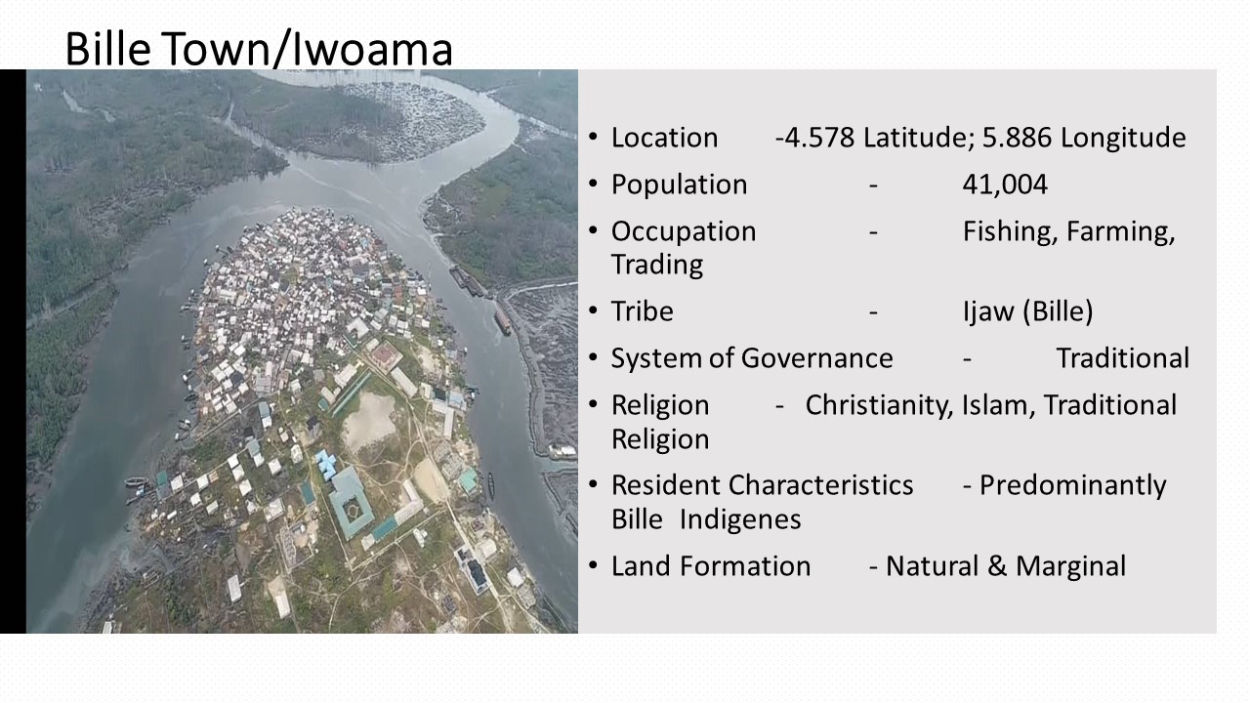 Bille Town/Iwoama
• Location -4.578 Latitude; 5.886 Longitude
• Population - 41,004
• Occupation - Fishing, Farming,
Trading
• Tribe - Ijaw (Bille)
• System of Governance - Traditional
• Religion - Christianity, Islam, Traditional
Religion
• Resident Characteristics - Predominantly
Bille Indigenes
• Land Formation - Natural & Marginal